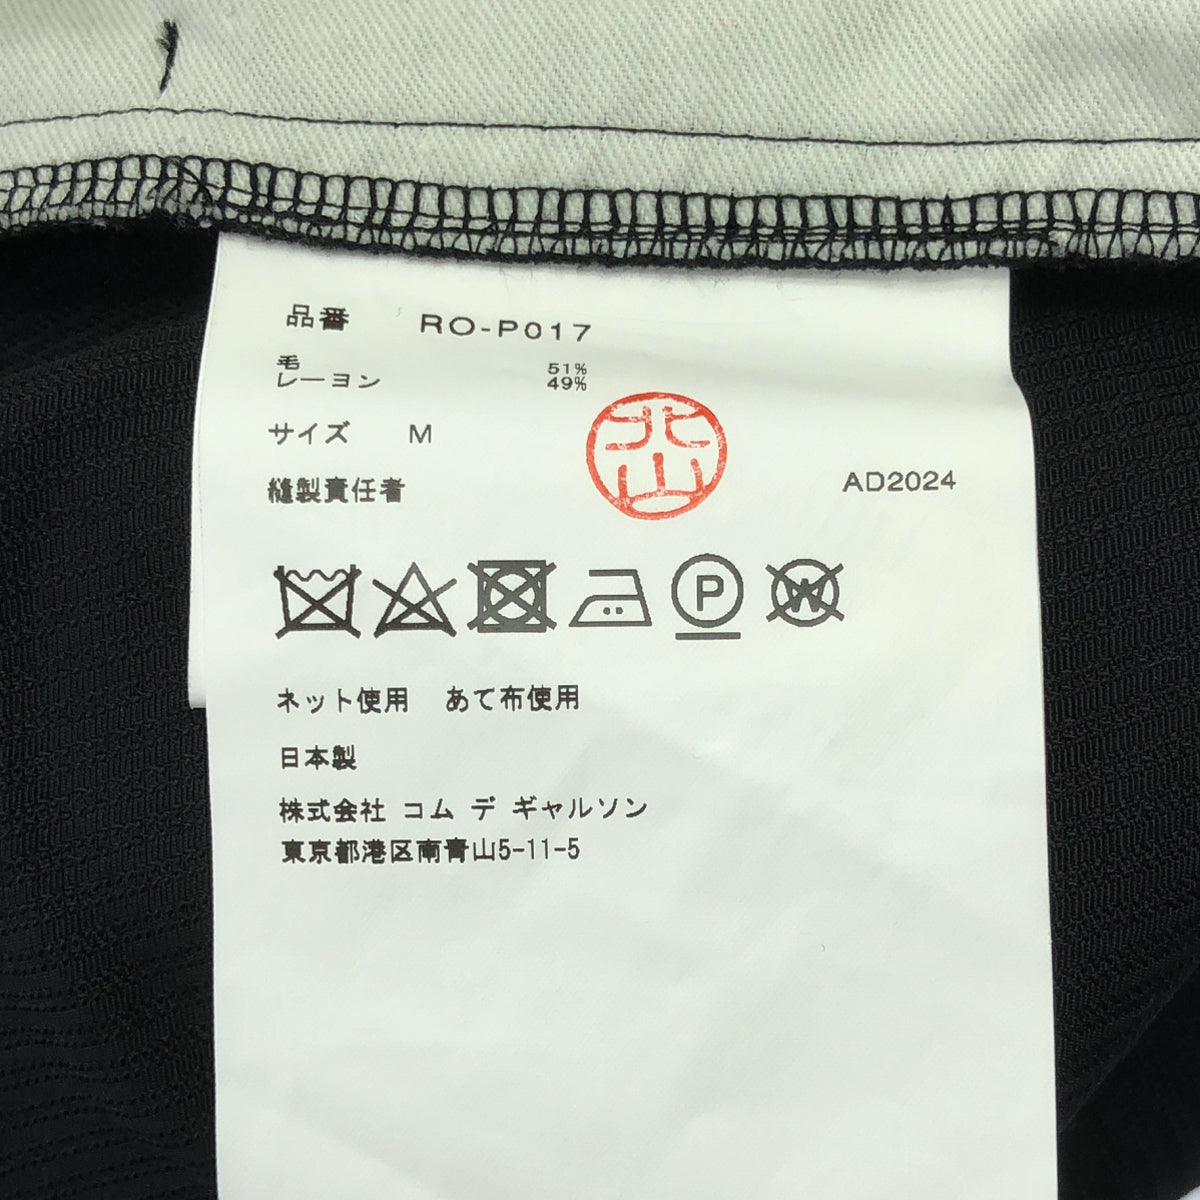 品番 RO-P017
毛 51%
レーヨン 49%
サイズ M
縫製責任者 北山
AD2024
P W
ネット使用 あて布使用
日本製
株式会社 コム デ ギャルソン
東京都港区南青山5-11-5